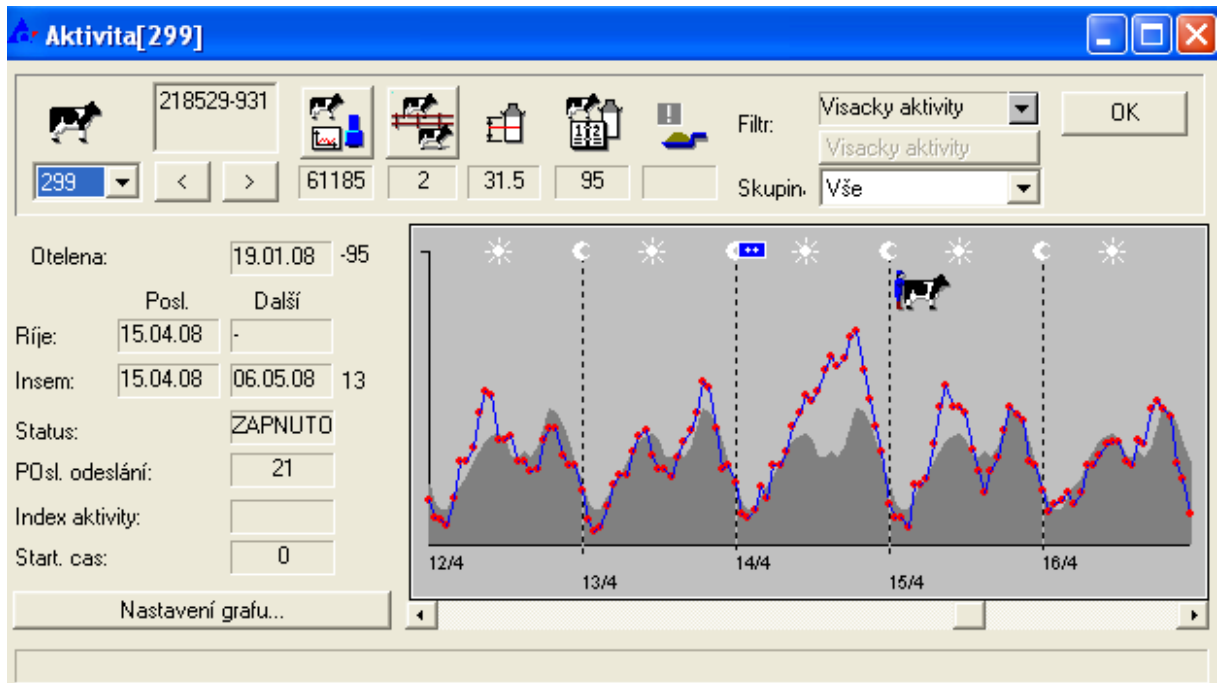 Aktivita[299]
218529-931
299
<
>
61185
2
31.5
95
Filtr:
Visacky aktivity
Visacky aktivity
OK
Skupin
Vše
Otelena:
19.01.08
-95
Posl.
Další
Ríje:
15.04.08
-
Insem:
15.04.08
06.05.08
13
Status:
ZAPNUTO
POsl. odeslání:
21
Index aktivity:
Start. cas:
0
Nastavení grafu...
12/4
13/4
14/4
15/4
16/4